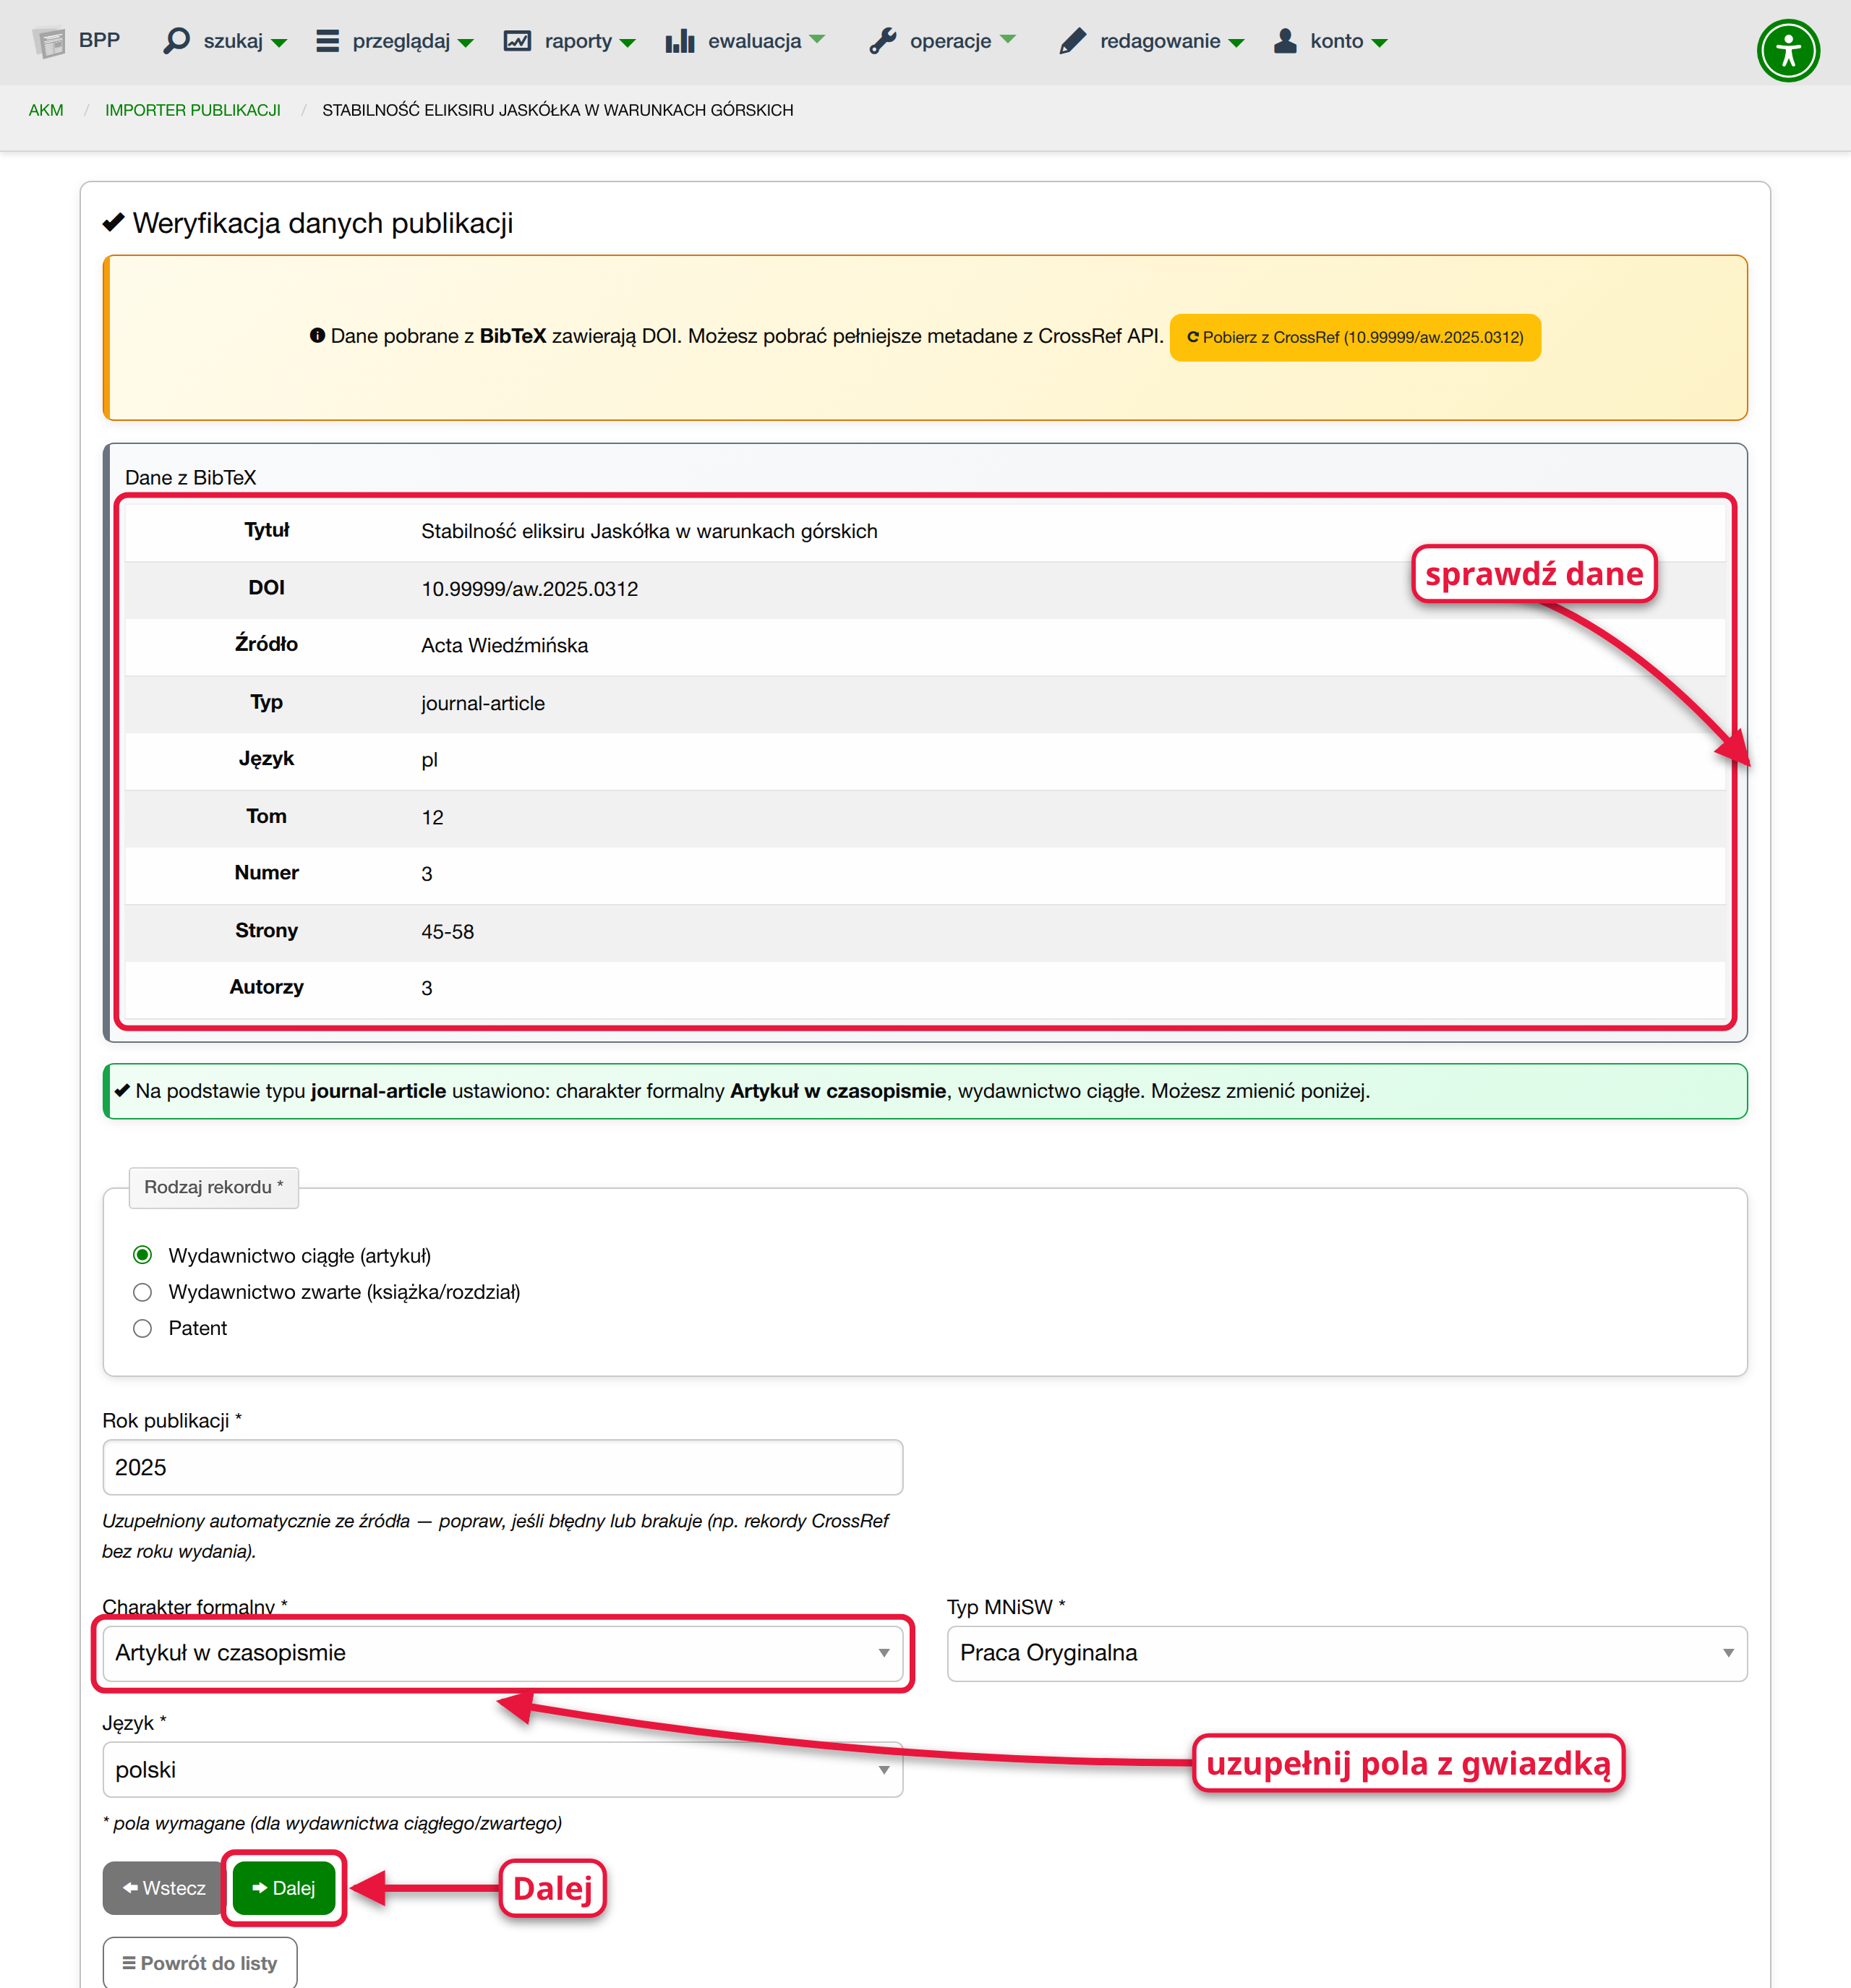 BPP szukaj przeglądaj raporty ewaluacja operacje redagowanie konto
AKM / IMPORTER PUBLIKACJI / STABILNOŚĆ ELIKSIRU JASKÓŁKA W WARUNKACH GÓRSKICH
Weryfikacja danych publikacji
Dane pobrane z BibTeX zawierają DOI. Możesz pobrać pełniejsze metadane z CrossRef API. Pobierz z CrossRef (10.99999/aw.2025.0312)
Dane z BibTeX
Tytuł Stabilność eliksiru Jaskółka w warunkach górskich
sprawdź dane
DOI 10.99999/aw.2025.0312
Źródło Acta Wiedźmińska
Typ journal-article
Język pl
Tom 12
Numer 3
Strony 45-58
Autorzy 3
Na podstawie typu journal-article ustawiono: charakter formalny Artykuł w czasopismie, wydawnictwo ciągłe. Możesz zmienić poniżej.
Rodzaj rekordu *
Wydawnictwo ciągłe (artykuł)
Wydawnictwo zwarte (książka/rozdział)
Patent
Rok publikacji *
2025
Uzupełniony automatycznie ze źródła — popraw, jeśli błędny lub brakuje (np. rekordy CrossRef
bez roku wydania).
Charakter formalny * Typ MNiSW *
Artykuł w czasopismie Praca Oryginalna
Język *
uzupełnij pola z gwiazdką
polski
* pola wymagane (dla wydawnictwa ciągłego/zwartego)
Wstecz Dalej Dalej
Powrót do listy